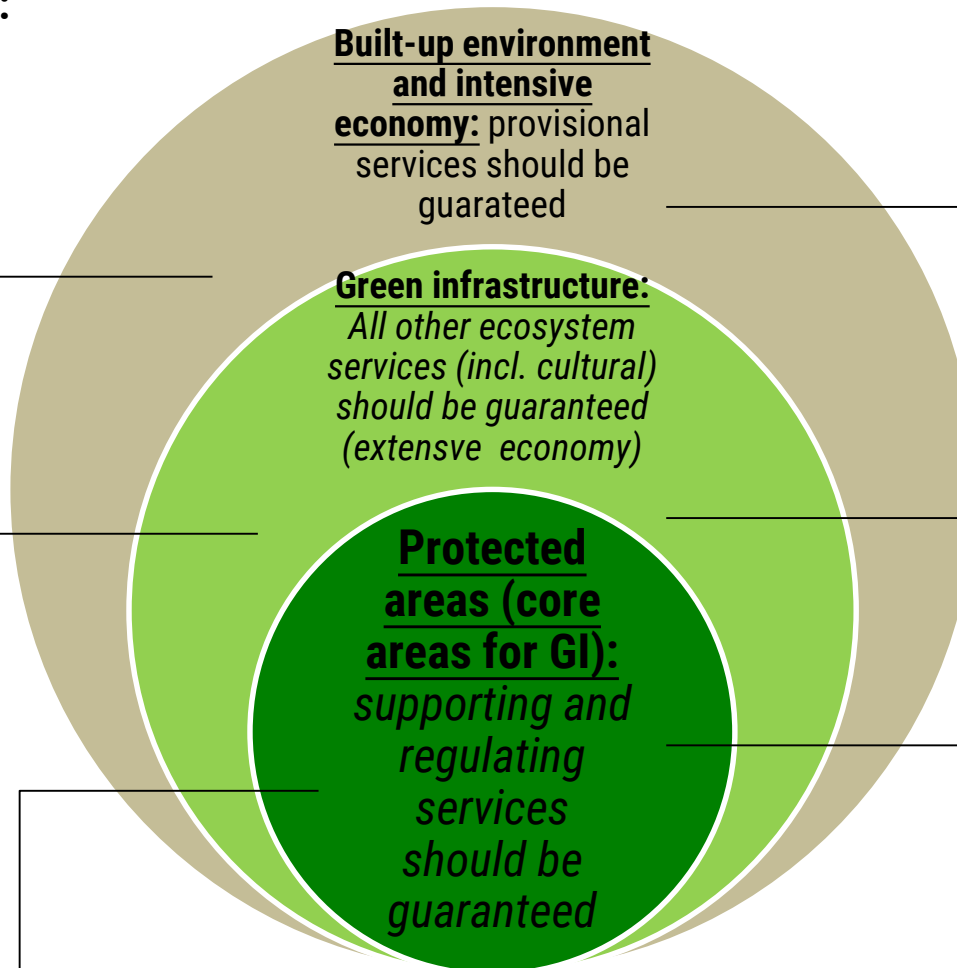 :
Built-up environment
and intensive
economy: provisional
services should be
guarateed
Green infrastructure:
All other ecosystem
services (incl. cultural)
should be guaranteed
(extensve economy)
Protected
areas (core
areas for GI):
supporting and
regulating
services
should be
guaranteed